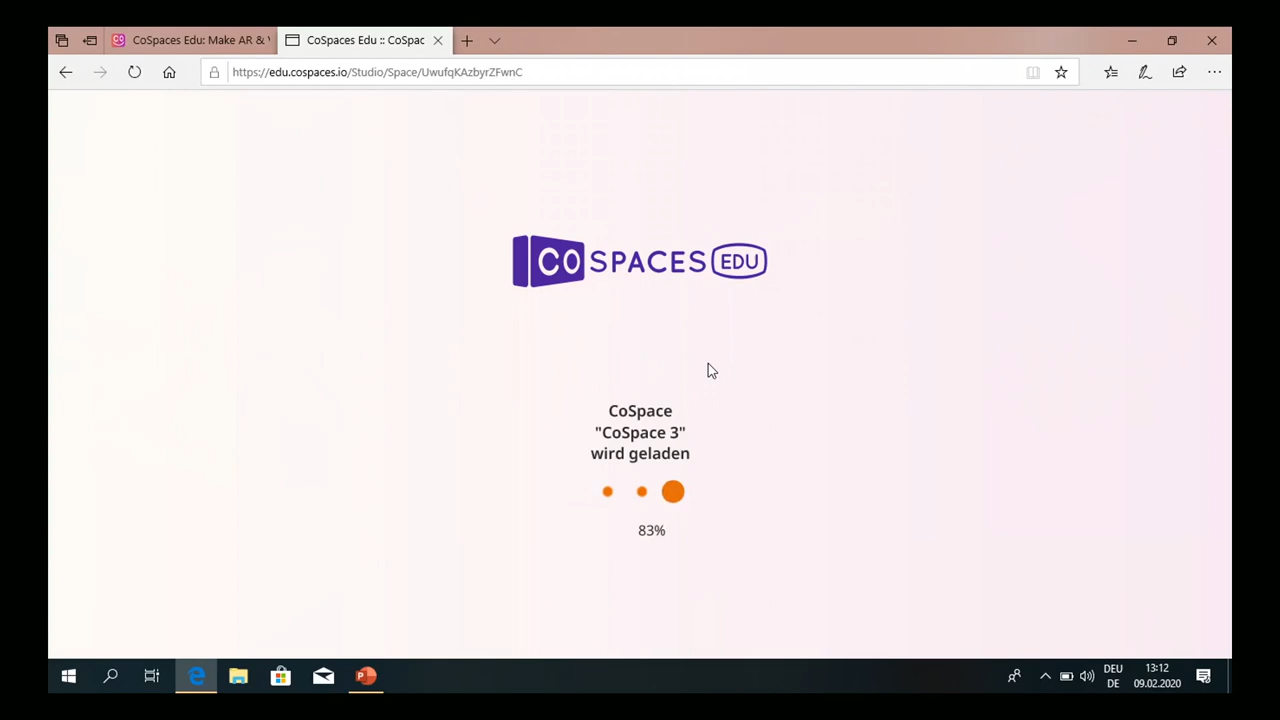 CoSpaces Edu: Make AR & V
CoSpaces Edu :: CoSpac
https://edu.cospaces.io/Studio/Space/UwufqKAzbyrZFwnC
CO SPACES EDU
CoSpace
"CoSpace 3"
wird geladen
83%
DEU
DE
13:12
09.02.2020